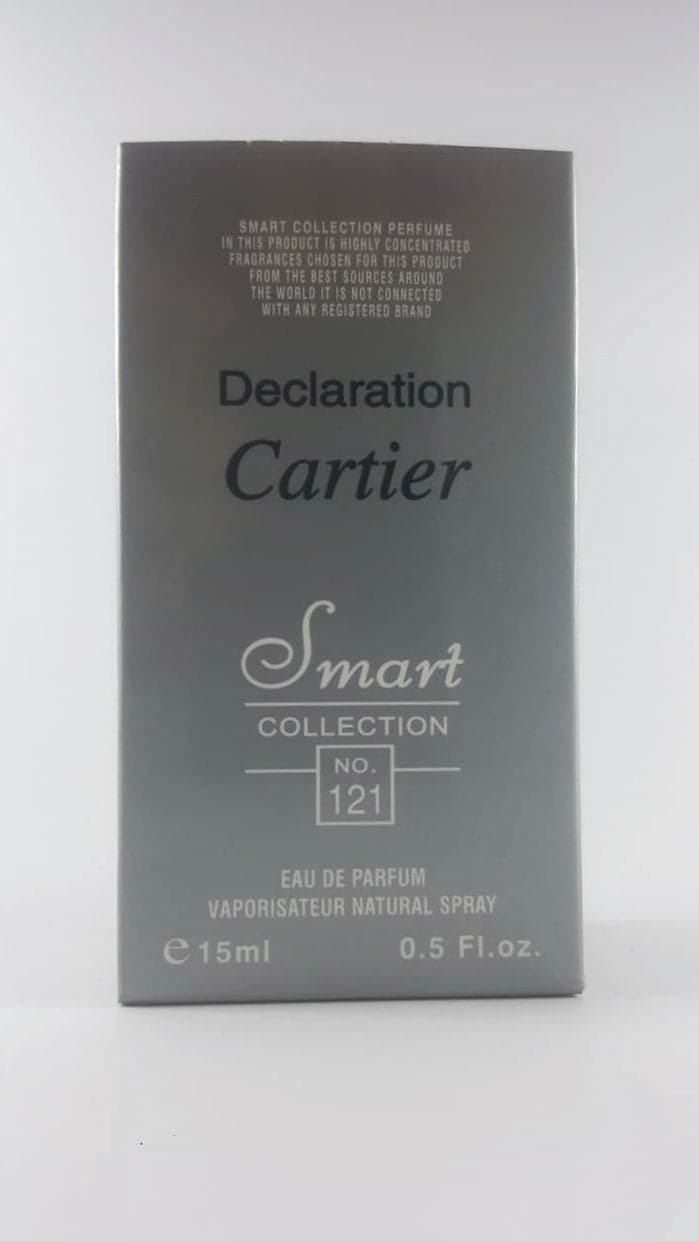 SMART COLLECTION PERFUME
IN THIS PRODUCT IS HIGHLY CONCENTRATED
FRAGRANCES CHOSEN FOR THIS PRODUCT
FROM THE BEST SOURCES AROUND
THE WORLD IT IS NOT CONNECTED
WITH ANY REGISTERED BRAND
Declaration
Cartier
Smart
COLLECTION
NO.
121
EAU DE PARFUM
VAPORISATEUR NATURAL SPRAY
e 15ml 0.5 Fl.oz.